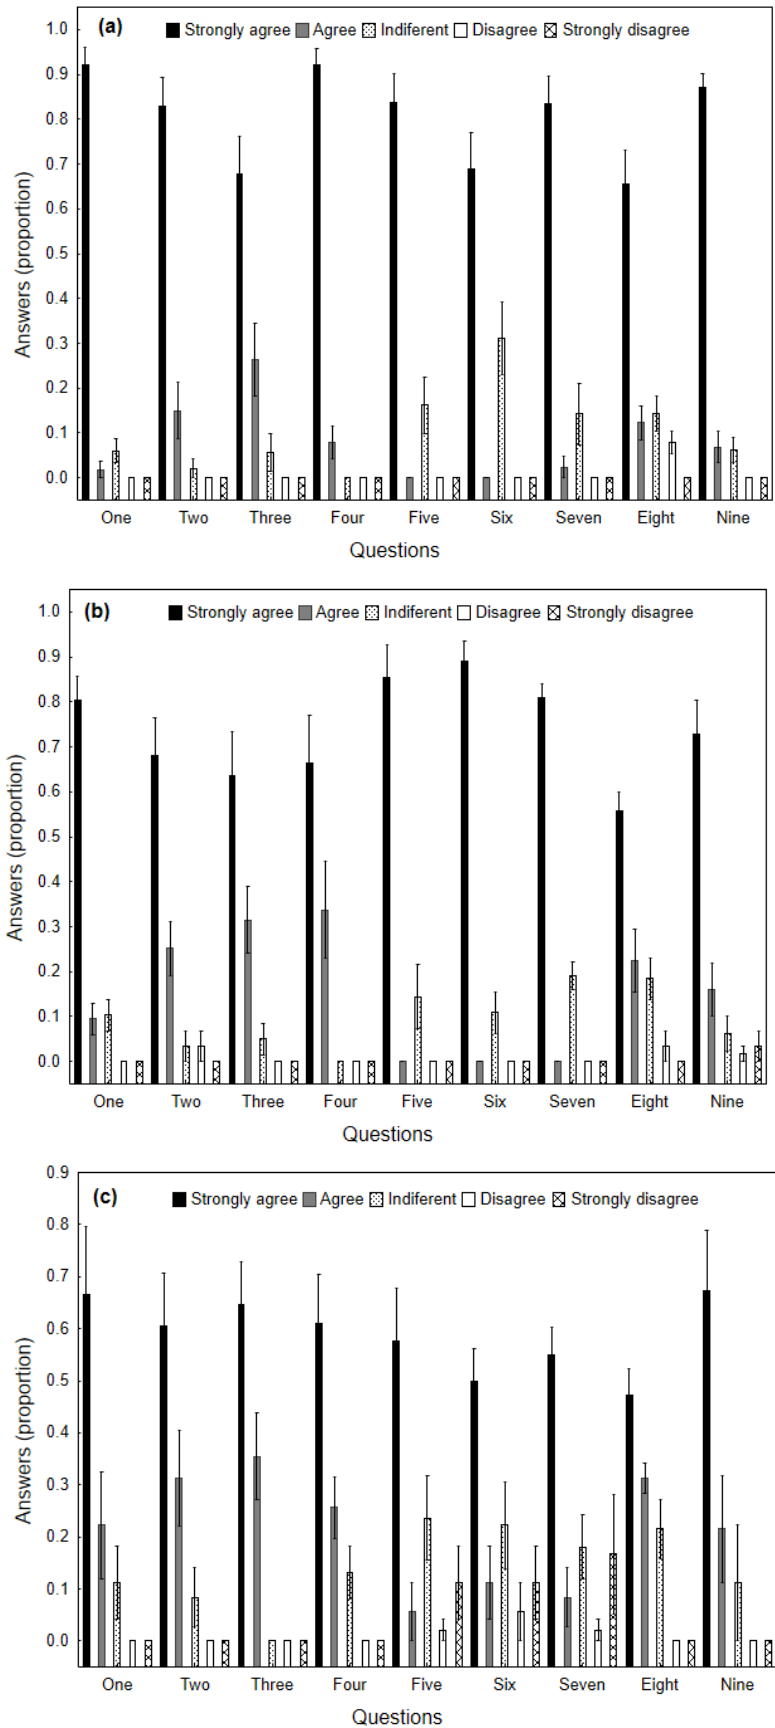 (a) Strongly agree Agree Indiferent Disagree Strongly disagree
1.0
0.9
0.8
0.7
0.6
0.5
0.4
0.3
0.2
0.1
0.0
Answers (proportion)
One Two Three Four Five Six Seven Eight Nine
Questions
(b) Strongly agree Agree Indiferent Disagree Strongly disagree
1.0
0.9
0.8
0.7
0.6
0.5
0.4
0.3
0.2
0.1
0.0
Answers (proportion)
One Two Three Four Five Six Seven Eight Nine
Questions
(c) Strongly agree Agree Indiferent Disagree Strongly disagree
0.9
0.8
0.7
0.6
0.5
0.4
0.3
0.2
0.1
0.0
Answers (proportion)
One Two Three Four Five Six Seven Eight Nine
Questions